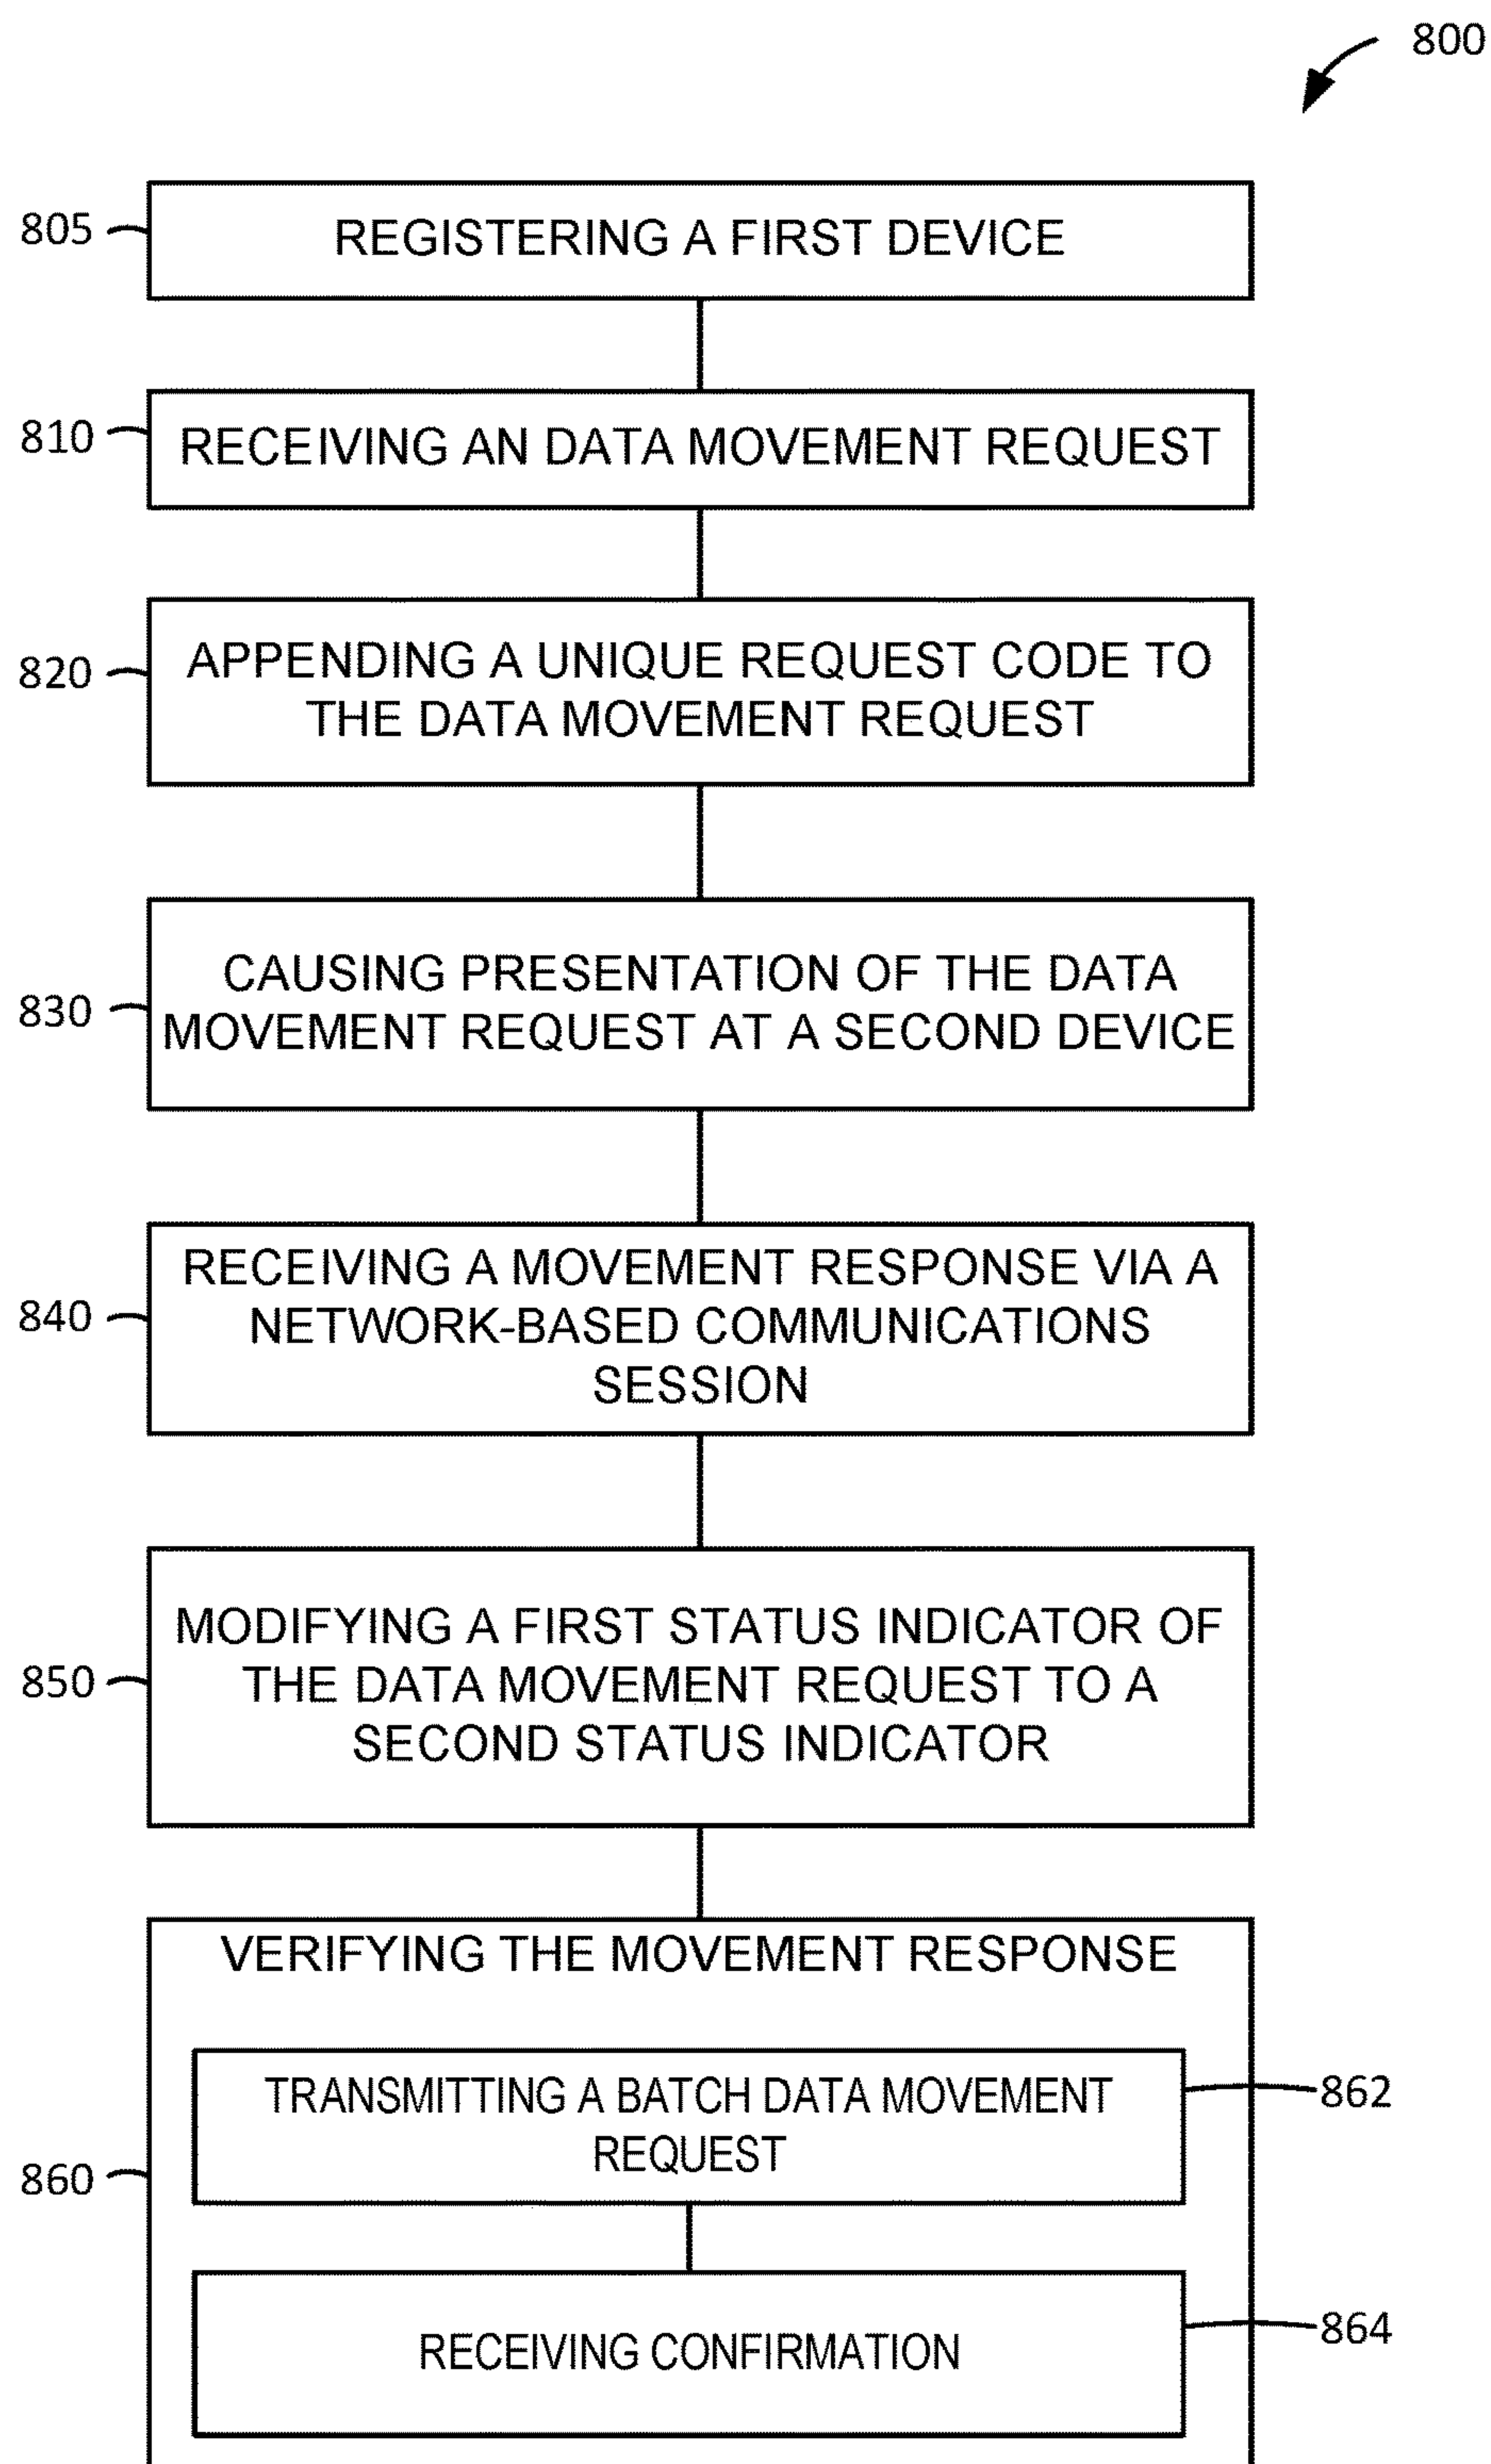 800
805
REGISTERING A FIRST DEVICE
810
RECEIVING AN DATA MOVEMENT REQUEST
820
APPENDING A UNIQUE REQUEST CODE TO
THE DATA MOVEMENT REQUEST
830
CAUSING PRESENTATION OF THE DATA
MOVEMENT REQUEST AT A SECOND DEVICE
840
RECEIVING A MOVEMENT RESPONSE VIA A
NETWORK-BASED COMMUNICATIONS
SESSION
850
MODIFYING A FIRST STATUS INDICATOR OF
THE DATA MOVEMENT REQUEST TO A
SECOND STATUS INDICATOR
860
VERIFYING THE MOVEMENT RESPONSE
TRANSMITTING A BATCH DATA MOVEMENT
REQUEST
862
RECEIVING CONFIRMATION
864